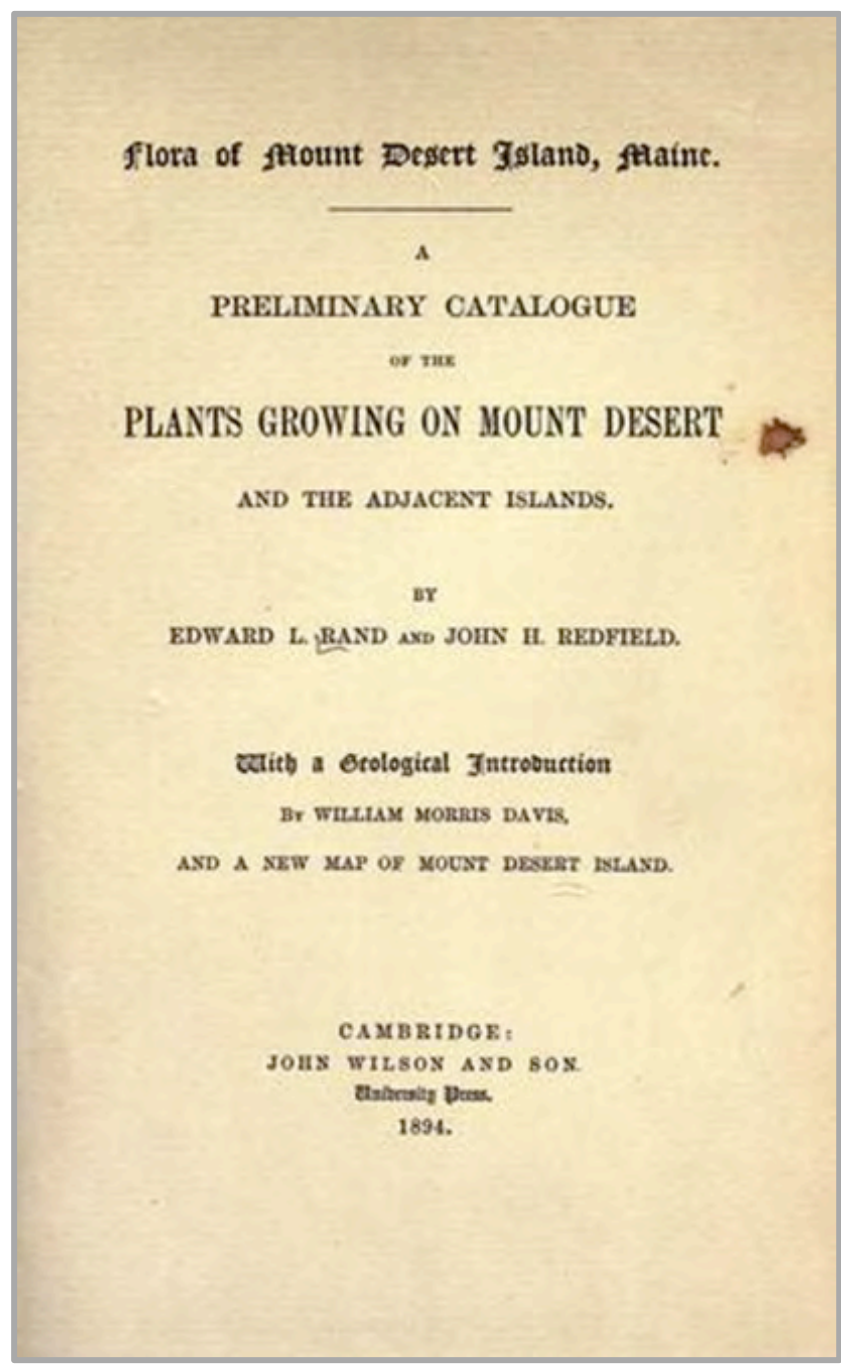 Flora of Mount Desert Island, Maine.
A
PRELIMINARY CATALOGUE
OF THE
PLANTS GROWING ON MOUNT DESERT
AND THE ADJACENT ISLANDS.
BY
EDWARD L. RAND AND JOHN H. REDFIELD.
With a Geological Introduction
BY WILLIAM MORRIS DAVIS,
AND A NEW MAP OF MOUNT DESERT ISLAND.
CAMBRIDGE:
JOHN WILSON AND SON.
University Press.
1894.